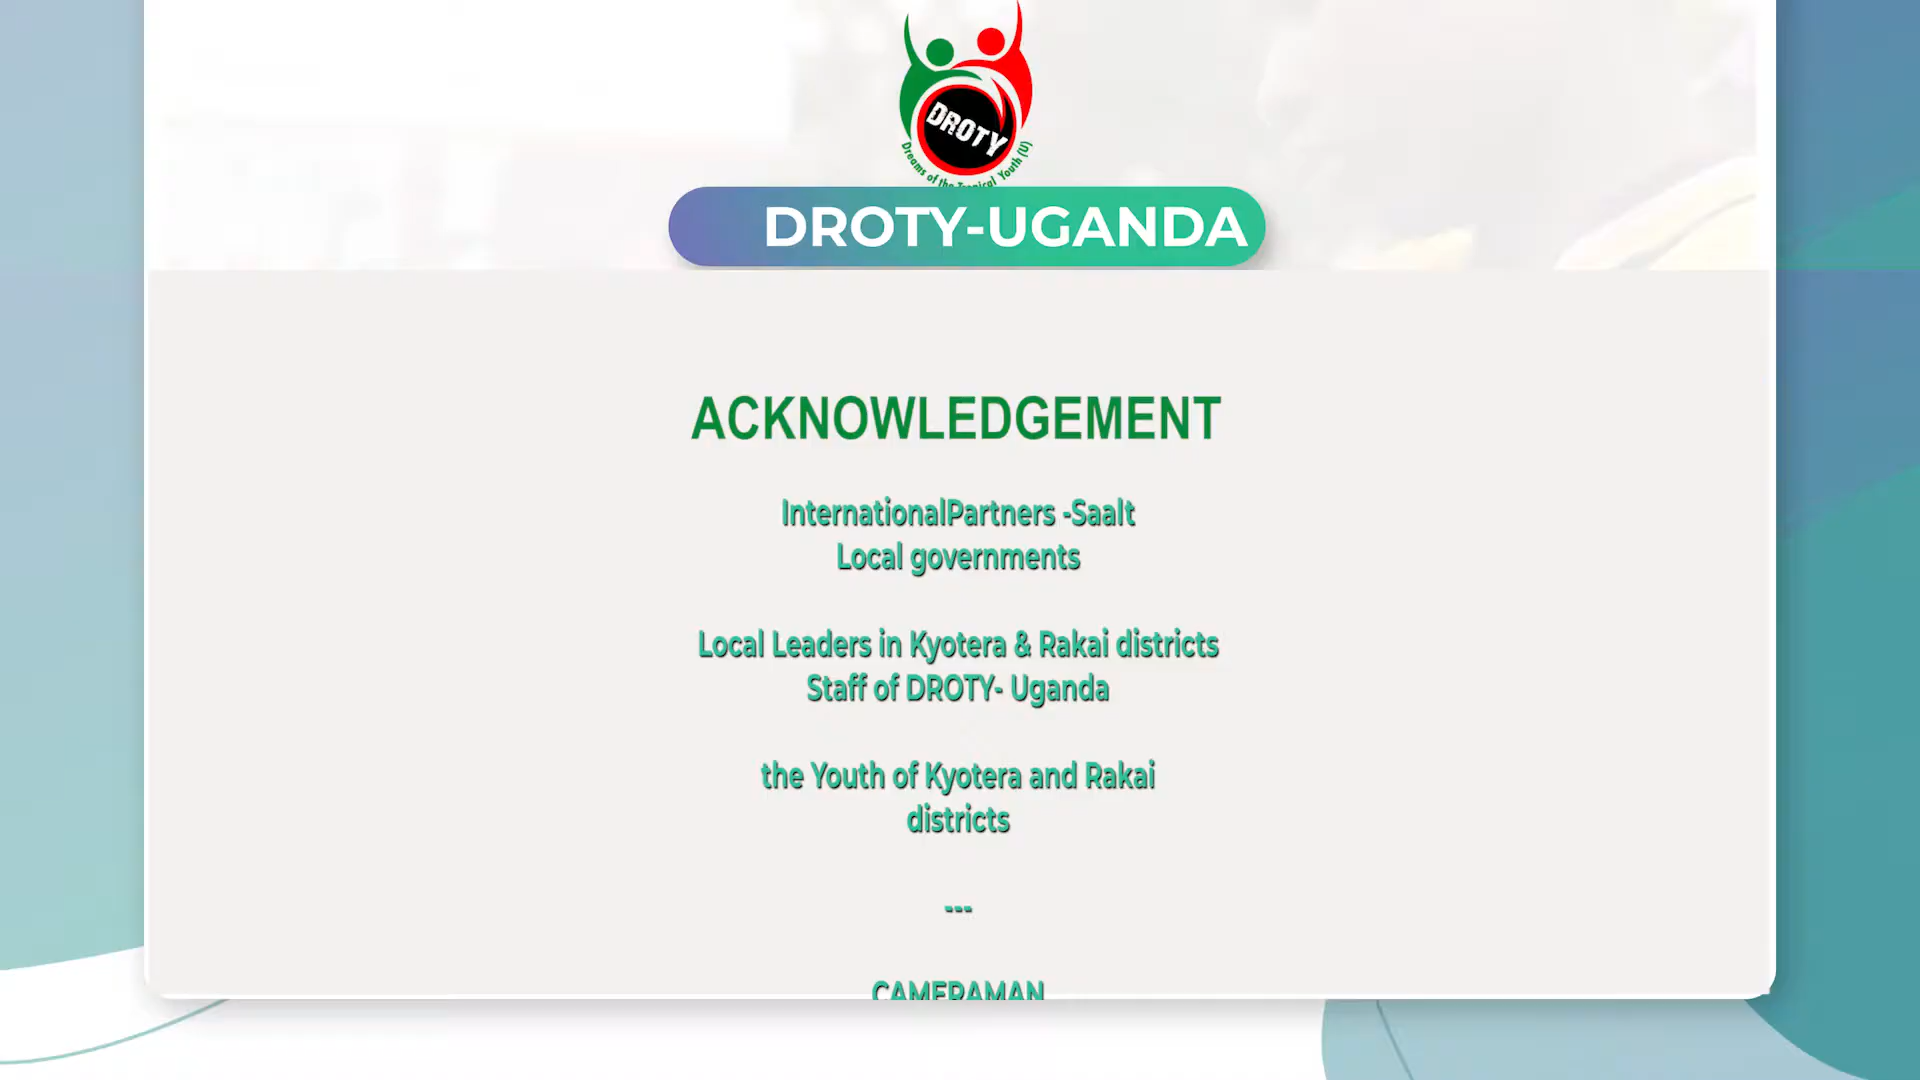 DROTY
Dreams of the Tropical Youth (U)
DROTY-UGANDA
ACKNOWLEDGEMENT
InternationalPartners -Saalt
Local governments
Local Leaders in Kyotera & Rakai districts
Staff of DROTY- Uganda
the Youth of Kyotera and Rakai
districts
---
CAMERAMAN